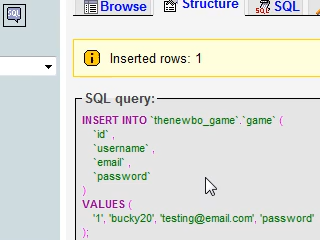 SQL
Browse Structure SQL
Inserted rows: 1
SQL query:
INSERT INTO `thenewbo_game`.`game` (
`id` ,
`username` ,
`email` ,
`password`
)
VALUES (
'1', 'bucky20', 'testing@email.com', 'password'
);